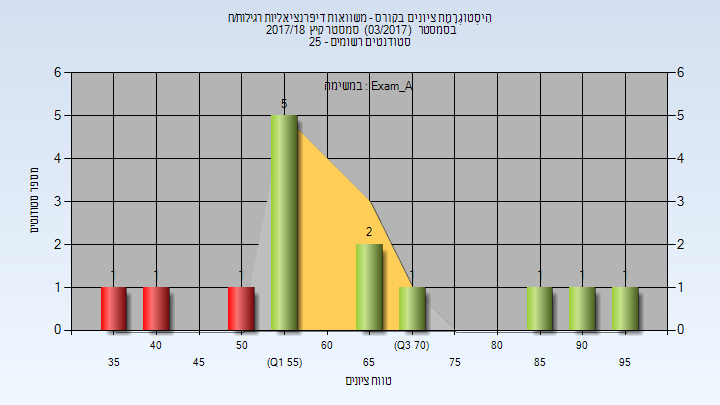 היסטוגרמת ציונים בקורס - משוואות דיפרנציאליות רגילות/ח
בסמסטר (03/2017) סמסטר קיץ 2017/18
סטודנטים רשומים - 25
במשימה : Exam_A
מספר סטודנטים
6 6
5 5
4 4
3 3
2 2
1 1
0 0
1 1 1 5 2 1 1 1 1
40 50 60 (Q3 70) 80 90
35 45 (Q1 55) 65 75 85 95
טווח ציונים